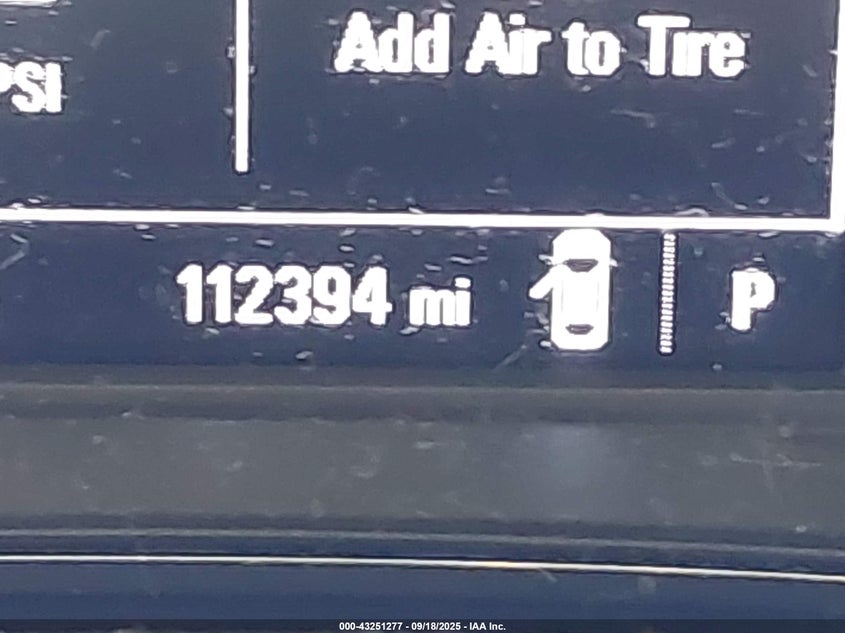 Add Air to Tire
PSI
112394 mi P
000-43251277 - 09/18/2025 - IAA Inc.